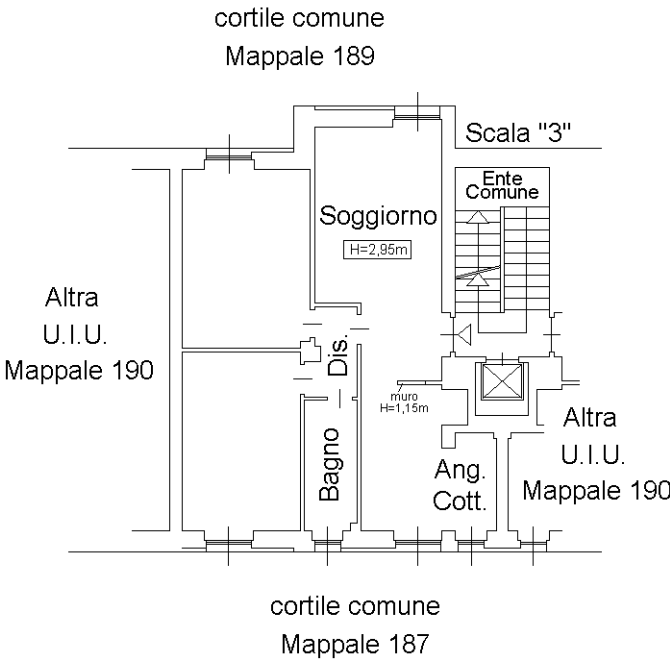 cortile comune
Mappale 189
Scala "3"
Ente
Comune
Soggiorno
H=2,95m
Altra
U.I.U.
Mappale 190
Dis.
muro
H=1,15m
Bagno
Ang.
Cott.
Altra
U.I.U.
Mappale 190
cortile comune
Mappale 187